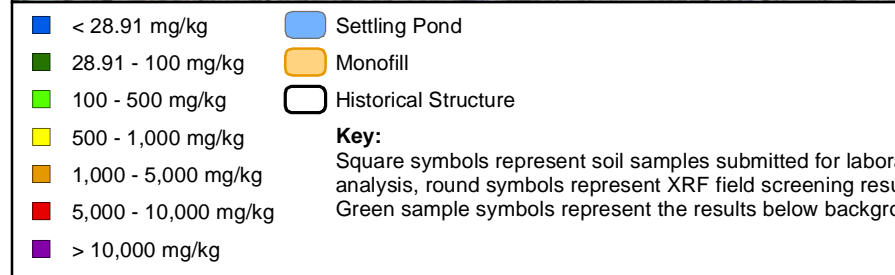 < 28.91 mg/kg
28.91 - 100 mg/kg
100 - 500 mg/kg
500 - 1,000 mg/kg
1,000 - 5,000 mg/kg
5,000 - 10,000 mg/kg
> 10,000 mg/kg
Settling Pond
Monofill
Historical Structure
Key:
Square symbols represent soil samples submitted for
analysis, round symbols represent XRF field screening
Green sample symbols represent the results below